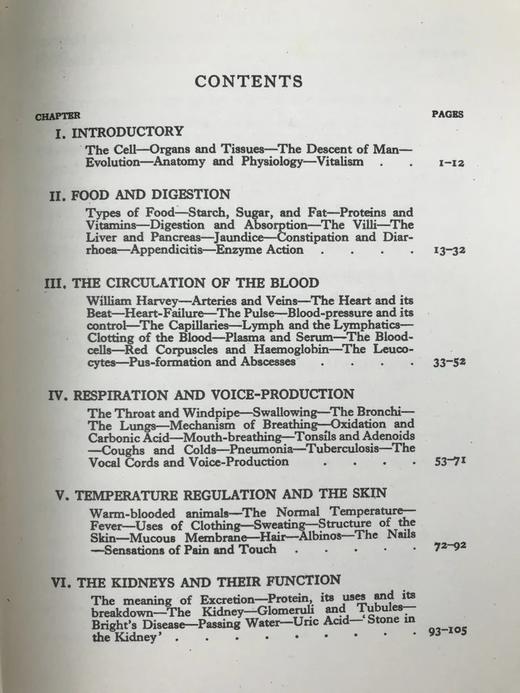 CONTENTS
CHAPTER PAGES
I. INTRODUCTORY
The Cell—Organs and Tissues—The Descent of Man—
Evolution—Anatomy and Physiology—Vitalism . . 1-12
II. FOOD AND DIGESTION
Types of Food—Starch, Sugar, and Fat—Proteins and
Vitamins—Digestion and Absorption—The Villi—The
Liver and Pancreas—Jaundice—Constipation and Diar-
rhoea—Appendicitis—Enzyme Action . . . . 13-32
III. THE CIRCULATION OF THE BLOOD
William Harvey—Arteries and Veins—The Heart and its
Beat—Heart-Failure—The Pulse—Blood-pressure and its
control—The Capillaries—Lymph and the Lymphatics—
Clotting of the Blood—Plasma and Serum—The Blood-
cells—Red Corpuscles and Haemoglobin—The Leuco-
cytes—Pus-formation and Abscesses . . . . 33-52
IV. RESPIRATION AND VOICE-PRODUCTION
The Throat and Windpipe—Swallowing—The Bronchi—
The Lungs—Mechanism of Breathing—Oxidation and
Carbonic Acid—Mouth-breathing—Tonsils and Adenoids
—Coughs and Colds—Pneumonia—Tuberculosis—The
Vocal Cords and Voice-Production . . . . 53-71
V. TEMPERATURE REGULATION AND THE SKIN
Warm-blooded animals—The Normal Temperature—
Fever—Uses of Clothing—Sweating—Structure of the
Skin—Mucous Membrane—Hair—Albinos—The Nails
—Sensations of Pain and Touch . . . . . 72-92
VI. THE KIDNEYS AND THEIR FUNCTION
The meaning of Excretion—Protein, its uses and its
breakdown—The Kidney—Glomeruli and Tubules—
Bright's Disease—Passing Water—Uric Acid—'Stone in
the Kidney' . . . . . . . . 93-105